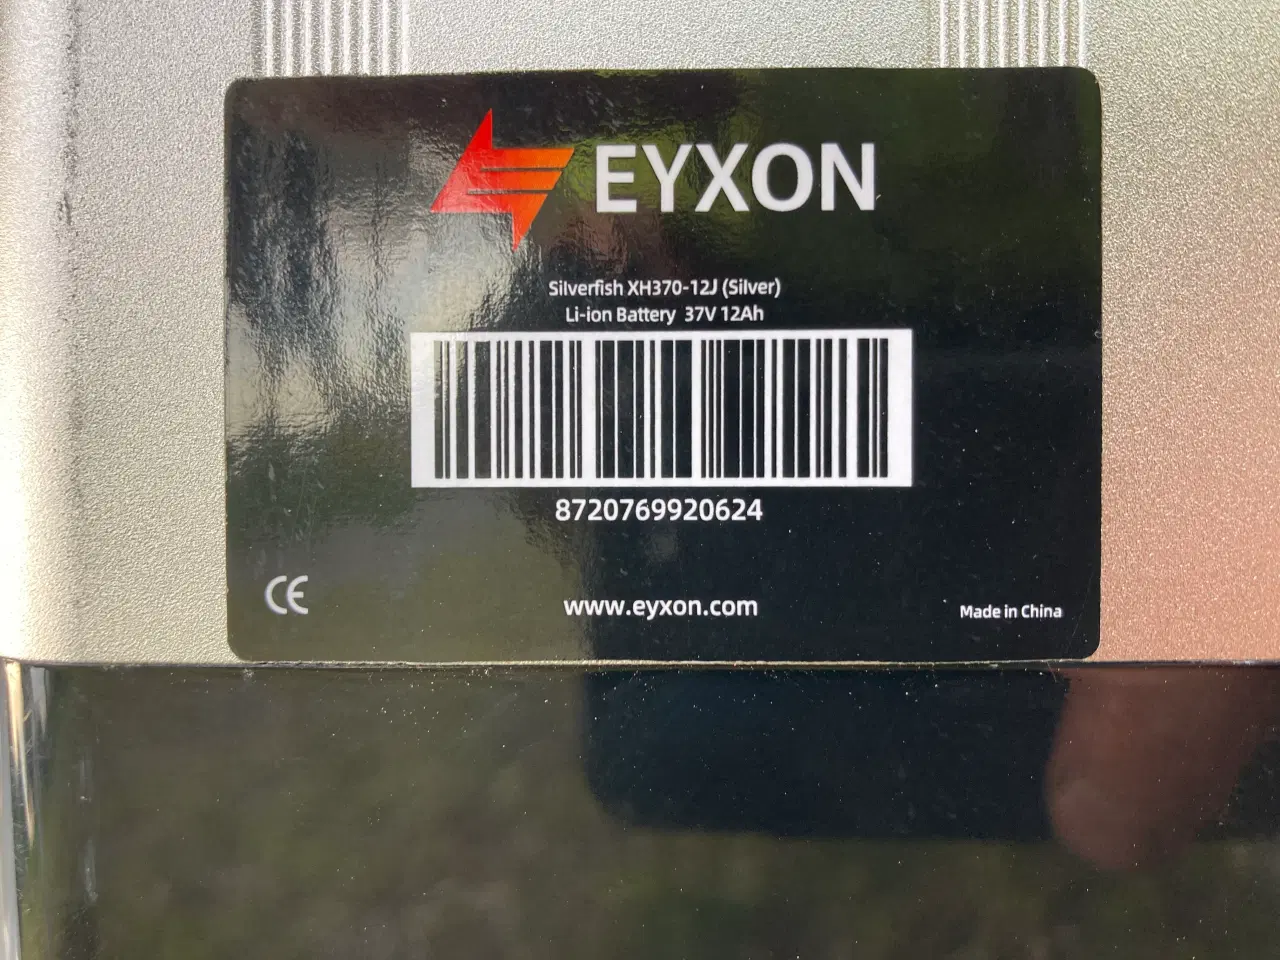 EYXON
Silverfish XH370-12J (Silver)
Li-ion Battery 37V 12Ah
8720769920624
CE
www.eyxon.com
Made in China